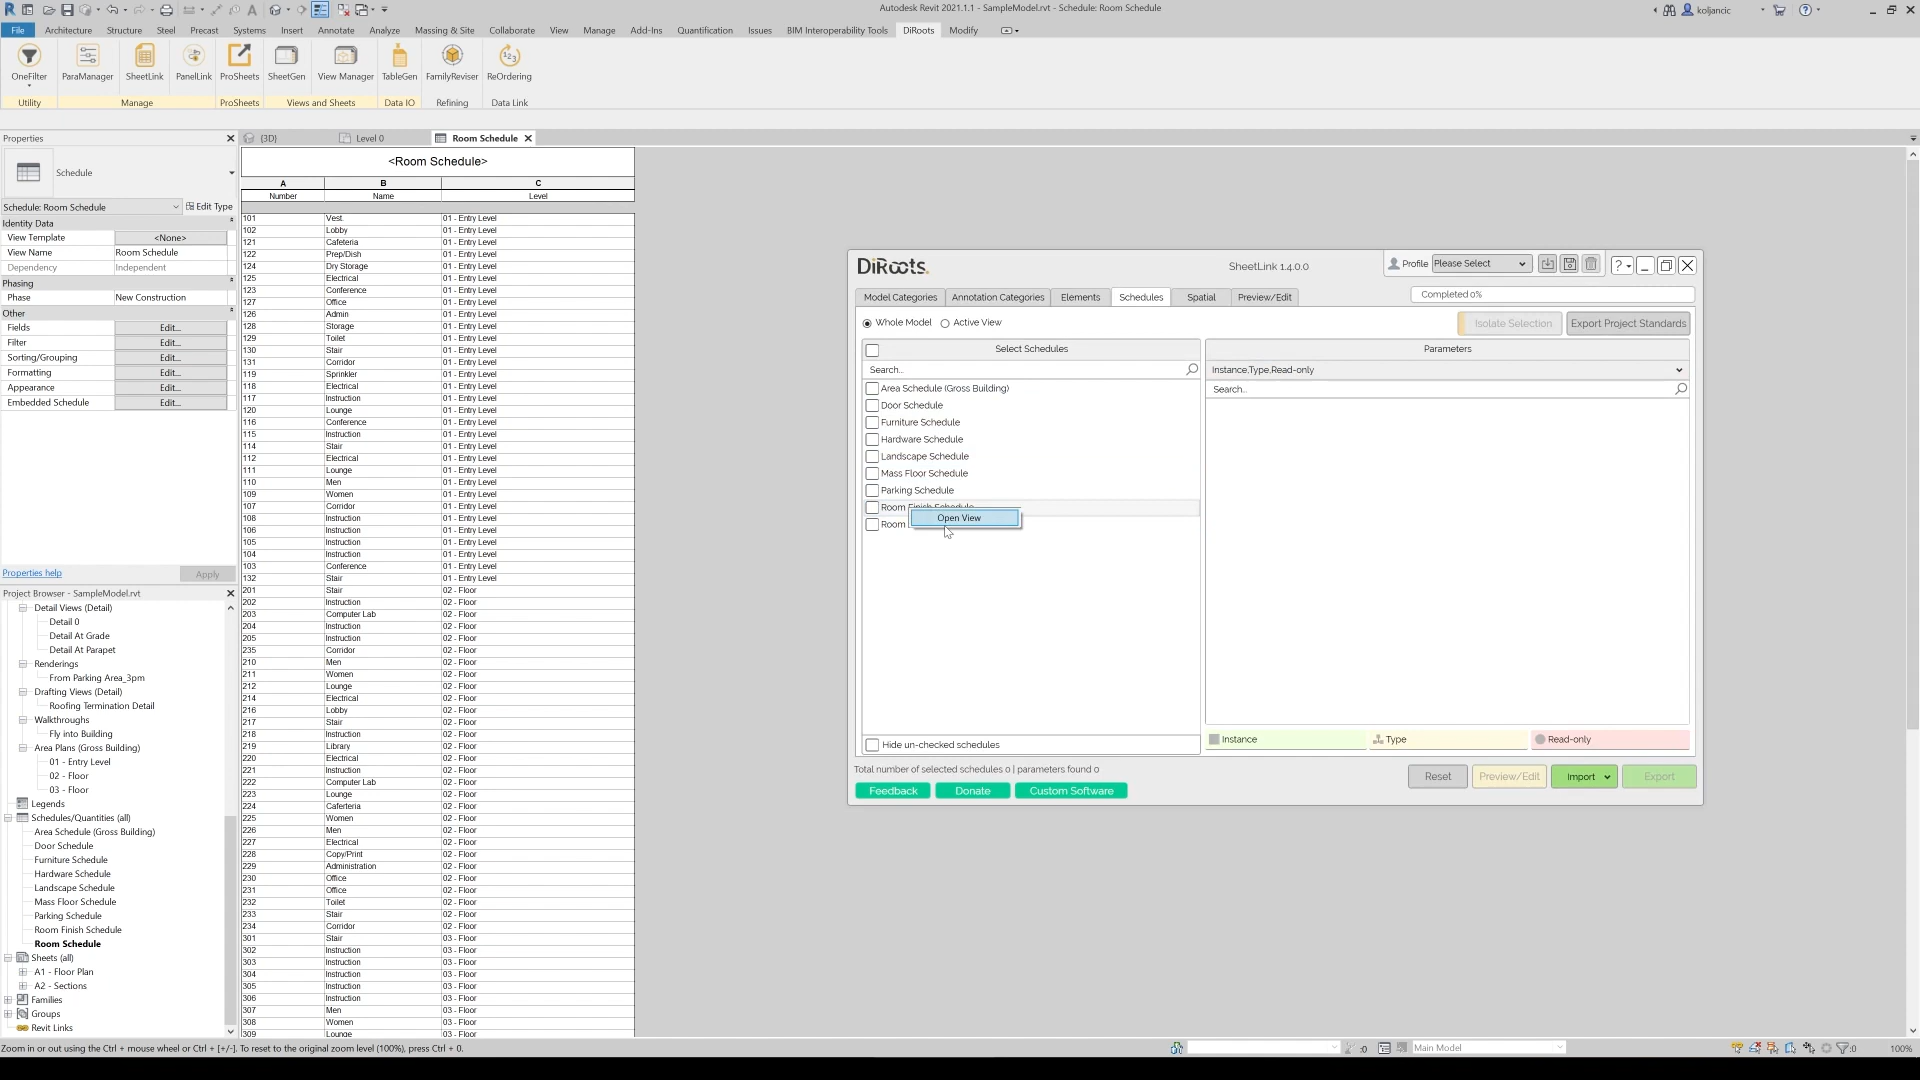 Autodesk Revit 2021.1.1 - SampleModel.rvt - Schedule: Room Schedule
koljancic
File Architecture Structure Steel Precast Systems Insert Annotate Analyze Massing & Site Collaborate View Manage Add-Ins Quantification Issues BIM Interoperability Tools DiRoots Modify
OneFilter ParaManager SheetLink PanelLink ProSheets SheetGen View Manager TableGen FamilyReviser ReOrdering
Utility Manage ProSheets Views and Sheets Data IO Refining Data Link
Properties
Schedule
Schedule: Room Schedule Edit Type
Identity Data
View Template <None>
View Name Room Schedule
Dependency Independent
Phasing
Phase New Construction
Other
Fields Edit...
Filter Edit...
Sorting/Grouping Edit...
Formatting Edit...
Appearance Edit...
Embedded Schedule Edit...
Properties help Apply
Project Browser - SampleModel.rvt
Detail Views (Detail)
Detail 0
Detail At Grade
Detail At Parapet
Renderings
From Parking Area_3pm
Drafting Views (Detail)
Roofing Termination Detail
Walkthroughs
Fly into Building
Area Plans (Gross Building)
01 - Entry Level
02 - Floor
03 - Floor
Legends
Schedules/Quantities (all)
Area Schedule (Gross Building)
Door Schedule
Furniture Schedule
Hardware Schedule
Landscape Schedule
Mass Floor Schedule
Parking Schedule
Room Finish Schedule
Room Schedule
Sheets (all)
A1 - Floor Plan
A2 - Sections
Families
Groups
Revit Links
{3D} Level 0 Room Schedule
<Room Schedule>
A B C
Number Name Level
101 Vest. 01 - Entry Level
102 Lobby 01 - Entry Level
121 Cafeteria 01 - Entry Level
122 Prep/Dish 01 - Entry Level
124 Dry Storage 01 - Entry Level
125 Electrical 01 - Entry Level
123 Conference 01 - Entry Level
127 Office 01 - Entry Level
126 Admin 01 - Entry Level
128 Storage 01 - Entry Level
129 Toilet 01 - Entry Level
130 Stair 01 - Entry Level
131 Corridor 01 - Entry Level
119 Sprinkler 01 - Entry Level
118 Electrical 01 - Entry Level
117 Instruction 01 - Entry Level
120 Lounge 01 - Entry Level
116 Conference 01 - Entry Level
115 Instruction 01 - Entry Level
114 Stair 01 - Entry Level
112 Electrical 01 - Entry Level
111 Lounge 01 - Entry Level
110 Men 01 - Entry Level
109 Women 01 - Entry Level
107 Corridor 01 - Entry Level
108 Instruction 01 - Entry Level
106 Instruction 01 - Entry Level
105 Instruction 01 - Entry Level
104 Instruction 01 - Entry Level
103 Conference 01 - Entry Level
132 Stair 01 - Entry Level
201 Stair 02 - Floor
202 Instruction 02 - Floor
203 Computer Lab 02 - Floor
204 Instruction 02 - Floor
205 Instruction 02 - Floor
235 Corridor 02 - Floor
210 Men 02 - Floor
211 Women 02 - Floor
212 Lounge 02 - Floor
214 Electrical 02 - Floor
216 Lobby 02 - Floor
217 Stair 02 - Floor
218 Instruction 02 - Floor
219 Library 02 - Floor
220 Electrical 02 - Floor
221 Instruction 02 - Floor
222 Computer Lab 02 - Floor
223 Lounge 02 - Floor
224 Cafeteria 02 - Floor
225 Women 02 - Floor
226 Men 02 - Floor
227 Electrical 02 - Floor
228 Copy/Print 02 - Floor
229 Administration 02 - Floor
230 Office 02 - Floor
231 Office 02 - Floor
232 Toilet 02 - Floor
233 Stair 02 - Floor
234 Corridor 02 - Floor
301 Stair 03 - Floor
302 Instruction 03 - Floor
303 Instruction 03 - Floor
304 Instruction 03 - Floor
305 Instruction 03 - Floor
306 Instruction 03 - Floor
307 Men 03 - Floor
308 Women 03 - Floor
309 Lounge 03 - Floor
DiRoots. SheetLink 1.4.0.0 Profile Please Select ?
Model Categories Annotation Categories Elements Schedules Spatial Preview/Edit Completed 0%
Whole Model Active View Isolate Selection Export Project Standards
Select Schedules
Search...
Area Schedule (Gross Building)
Door Schedule
Furniture Schedule
Hardware Schedule
Landscape Schedule
Mass Floor Schedule
Parking Schedule
Room Finish Schedule
Open View
Room
Hide un-checked schedules
Parameters
Instance,Type,Read-only
Search...
Instance Type Read-only
Total number of selected schedules 0 | parameters found 0
Reset Preview/Edit Import Export
Feedback Donate Custom Software
Zoom in or out using the Ctrl + mouse wheel or Ctrl + [+/-]. To reset to the original zoom level (100%), press Ctrl + 0.
:0 Main Model :0 100%